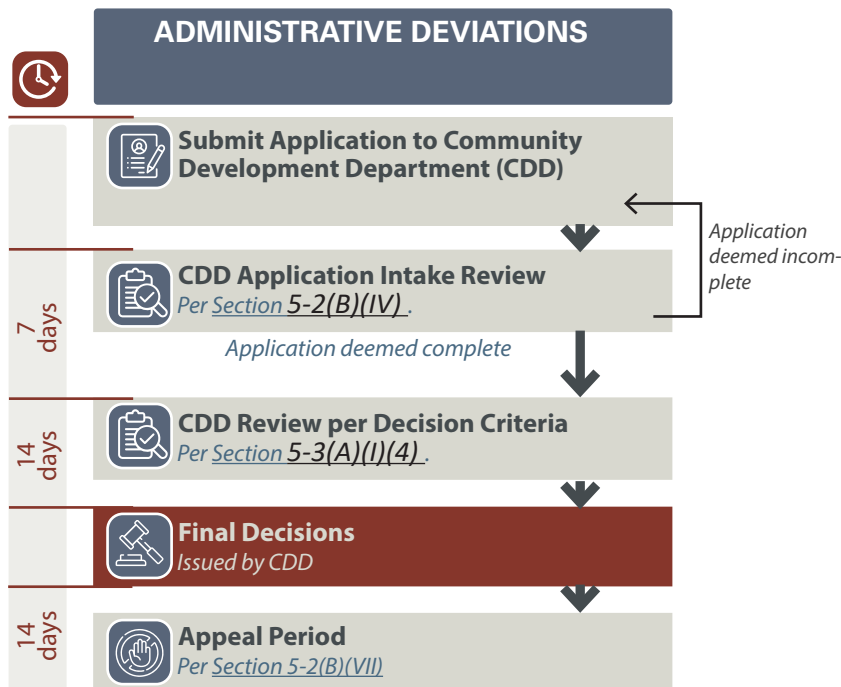 ADMINISTRATIVE DEVIATIONS
Submit Application to Community
Development Department (CDD)
Application
deemed incom-
plete
CDD Application Intake Review
Per Section 5-2(B)(IV) .
7
days
Application deemed complete
CDD Review per Decision Criteria
Per Section 5-3(A)(I)(4) .
14
days
Final Decisions
Issued by CDD
14
days
Appeal Period
Per Section 5-2(B)(VII)